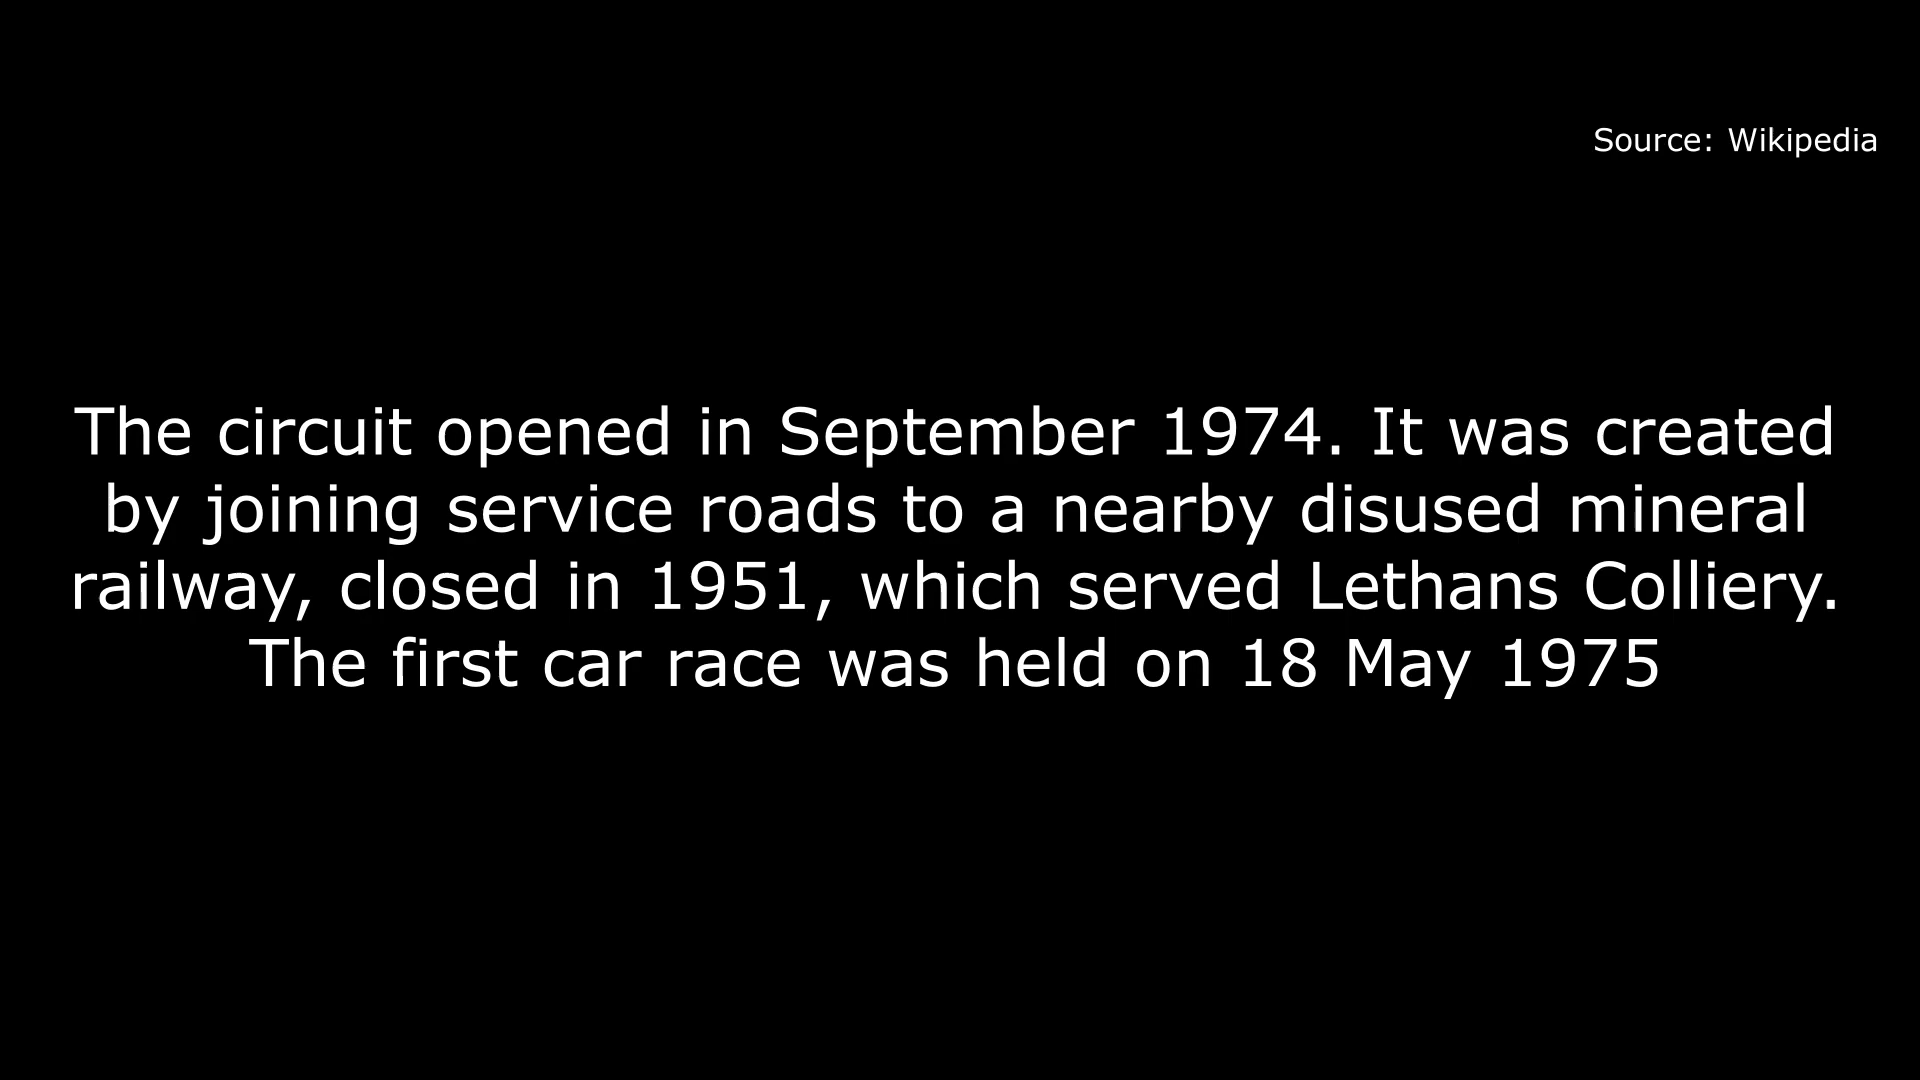 Source: Wikipedia
The circuit opened in September 1974. It was created
by joining service roads to a nearby disused mineral
railway, closed in 1951, which served Lethans Colliery.
The first car race was held on 18 May 1975